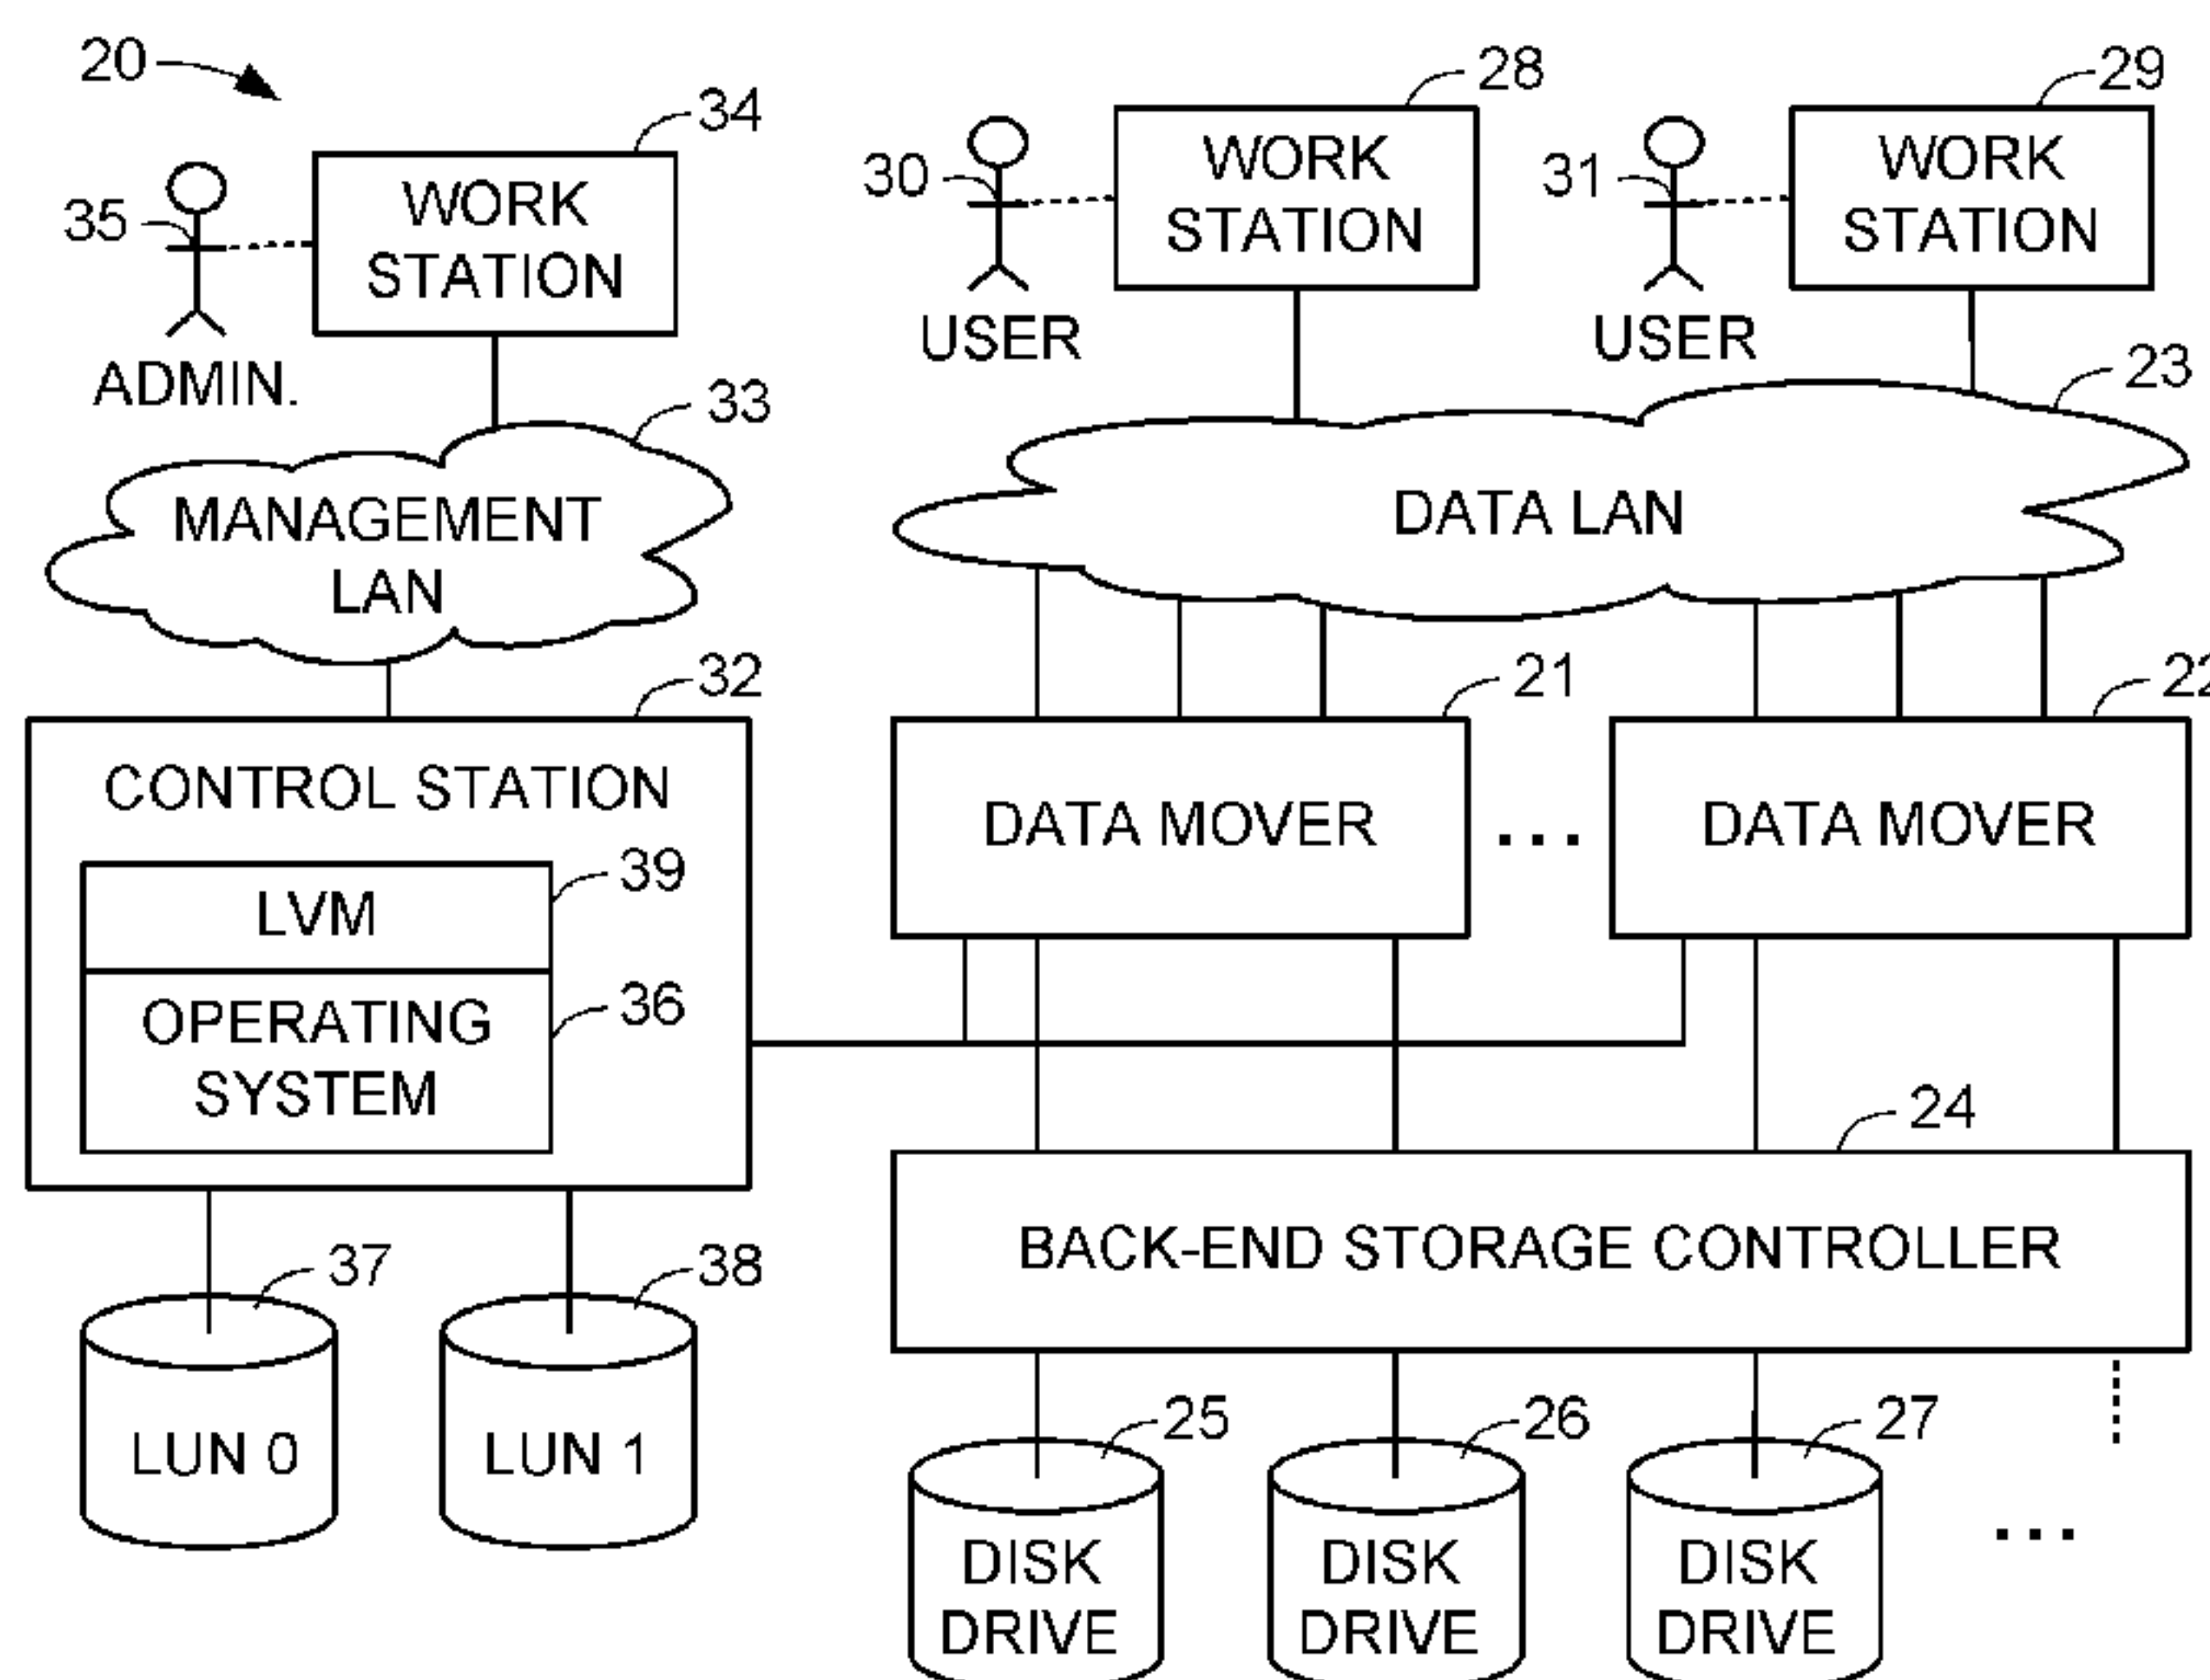 20
34
28
29
WORK
STATION
35
ADMIN.
30
WORK
STATION
USER
31
WORK
STATION
USER
33
MANAGEMENT
LAN
23
DATA LAN
32
CONTROL STATION
39
LVM
36
OPERATING
SYSTEM
21
DATA MOVER
...
22
DATA MOVER
24
BACK-END STORAGE CONTROLLER
37
LUN 0
38
LUN 1
25
DISK
DRIVE
26
DISK
DRIVE
27
DISK
DRIVE
...